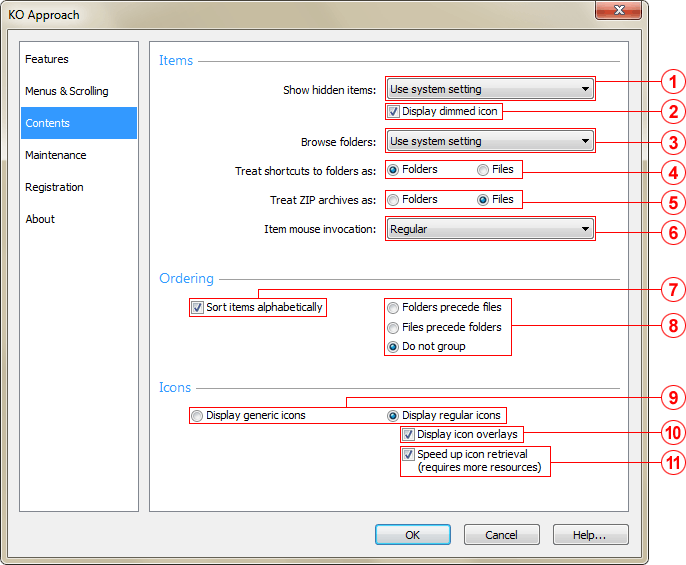 KO Approach
Features
Menus & Scrolling
Contents
Maintenance
Registration
About
Items
Show hidden items: Use system setting 1
Display dimmed icon 2
Browse folders: Use system setting 3
Treat shortcuts to folders as: Folders Files 4
Treat ZIP archives as: Folders Files 5
Item mouse invocation: Regular 6
Ordering
7
Sort items alphabetically
Folders precede files
Files precede folders 8
Do not group
Icons
9
Display generic icons Display regular icons
Display icon overlays 10
Speed up icon retrieval
(requires more resources) 11
OK Cancel Help...